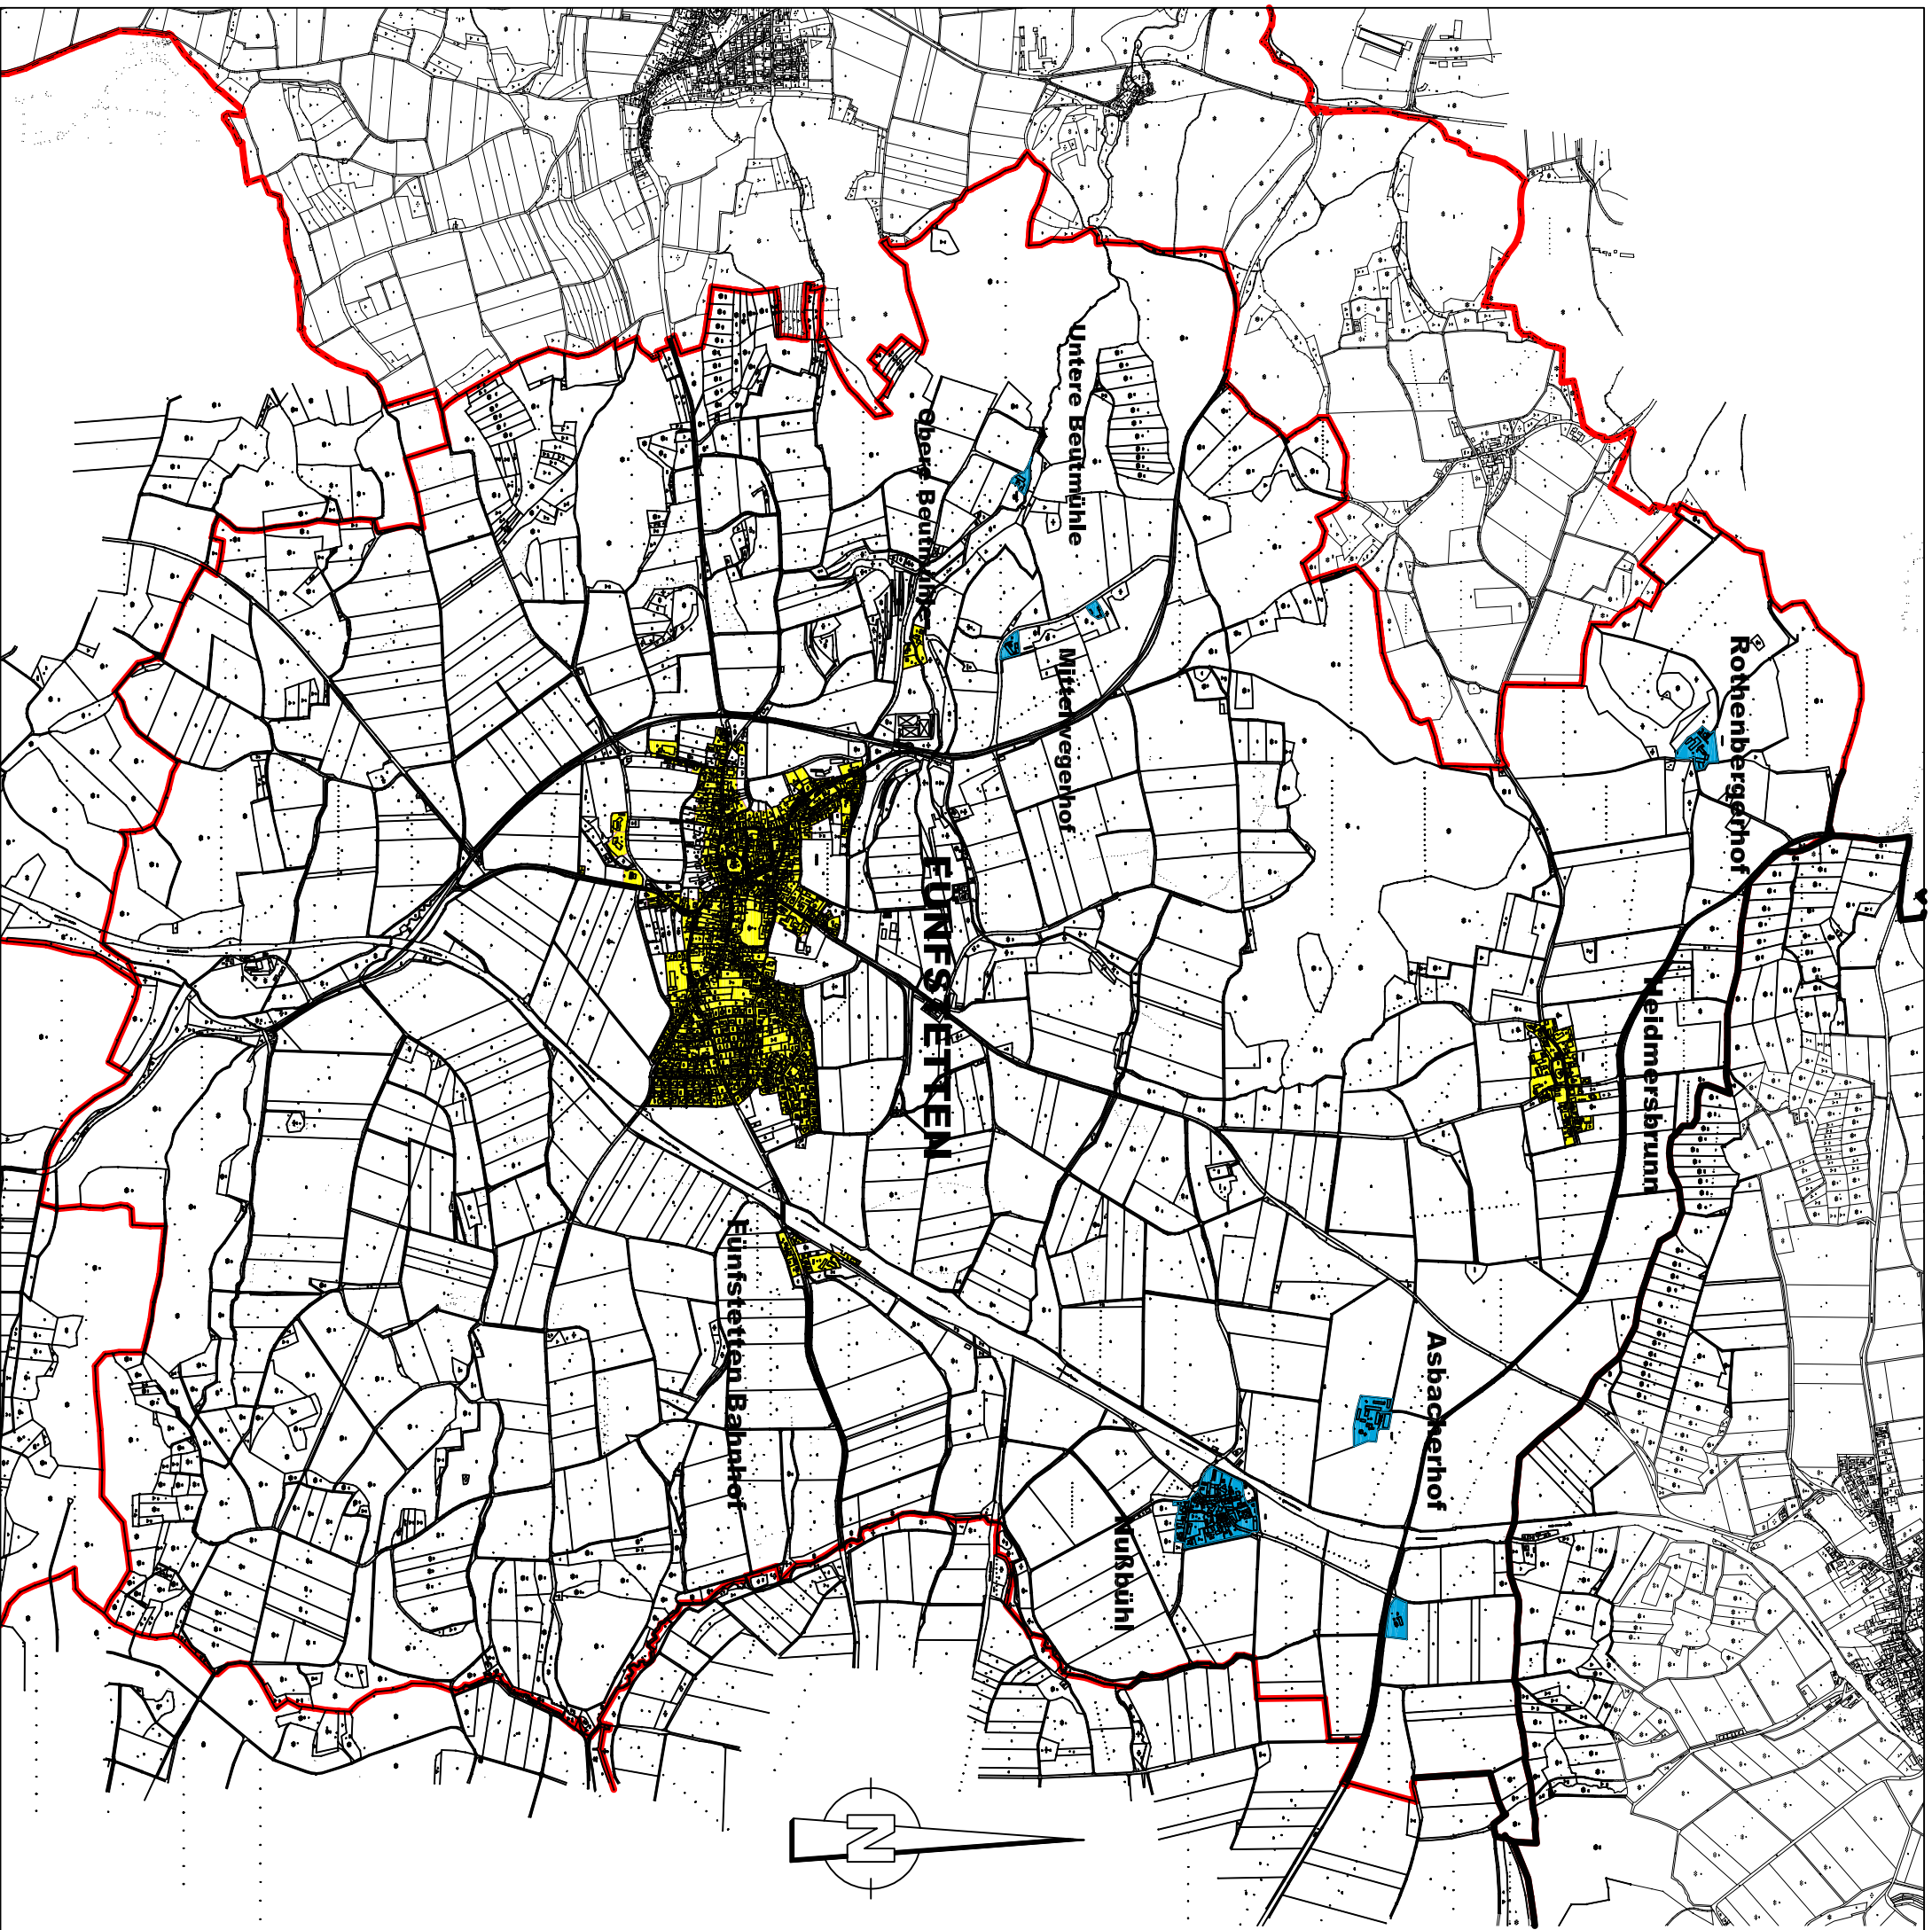 Rothenbergerhof
Heidmersbrunn
Asbacherhof
Nußbühl
Untere Beutmühle
Mittelwegerhof
Obere Beutmühle
FÜNFSTETTEN
Fünfstetten Bahnhof
N